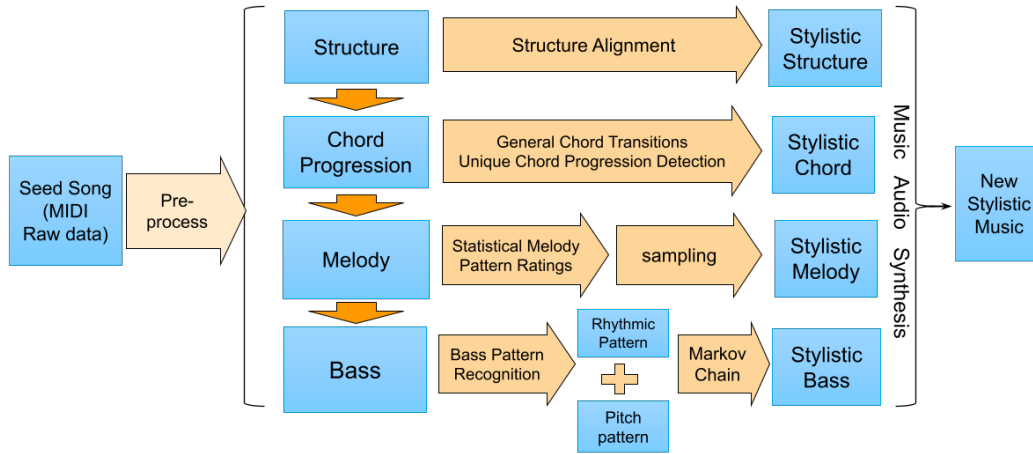 Seed Song
(MIDI
Raw data)
Pre-
process
Structure
Structure Alignment
Stylistic
Structure
Chord
Progression
General Chord Transitions
Unique Chord Progression Detection
Stylistic
Chord
Melody
Statistical Melody
Pattern Ratings
sampling
Stylistic
Melody
Bass
Bass Pattern
Recognition
Rhythmic
Pattern
Pitch
pattern
Markov
Chain
Stylistic
Bass
Music Audio Synthesis
New
Stylistic
Music